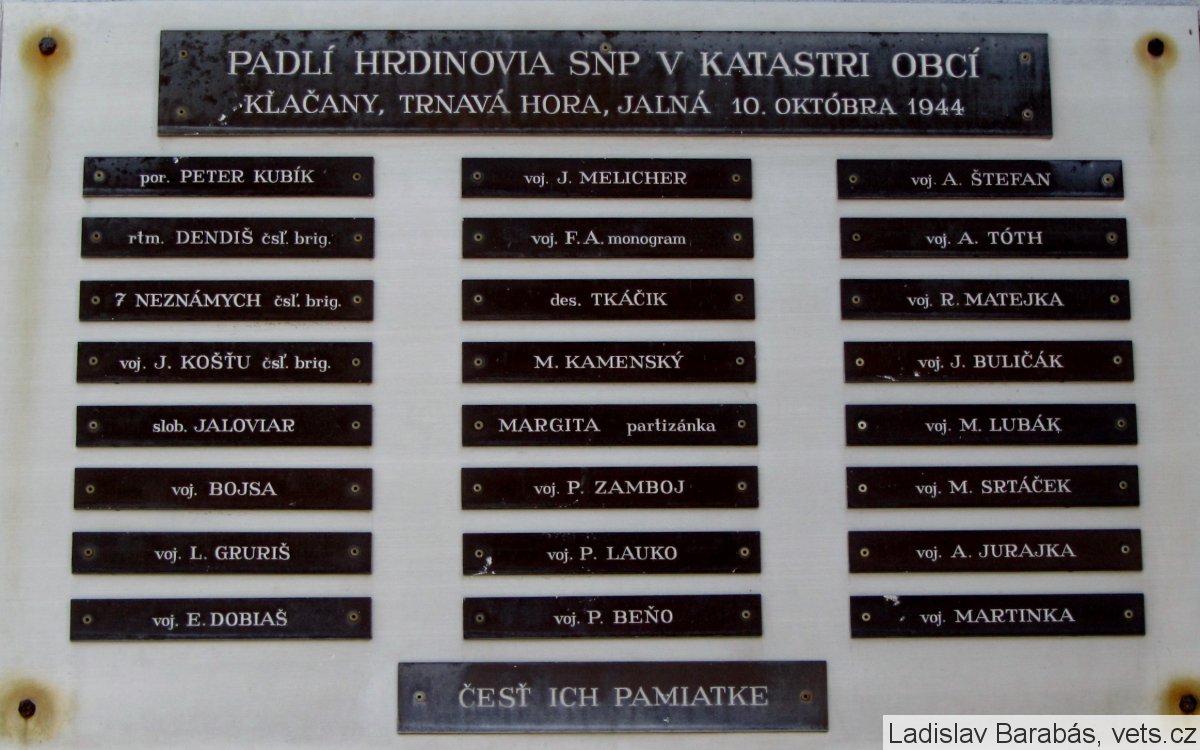 PADLÍ HRDINOVIA SNP V KATASTRI OBCÍ
KĽAČANY, TRNAVÁ HORA, JALNÁ 10. OKTÓBRA 1944
por. PETER KUBÍK
rtm. DENDIŠ čsľ. brig.
7 NEZNÁMYCH čsľ. brig.
voj. J. KOŠŤU čsľ. brig.
slob. JALOVIAR
voj. BOJSA
voj. L. GRURIŠ
voj. E. DOBIAŠ
voj. J. MELICHER
voj. F. A. monogram
des. TKÁČIK
M. KAMENSKÝ
MARGITA partizánka
voj. P. ZAMBOJ
voj. P. LAUKO
voj. P. BEŇO
voj. A. ŠTEFAN
voj. A. TÓTH
voj. R. MATEJKA
voj. J. BULIČÁK
voj. M. LUBÁK
voj. M. SRTÁČEK
voj. A. JURAJKA
voj. MARTINKA
ČESŤ ICH PAMIATKE
Ladislav Barabás, vets.cz